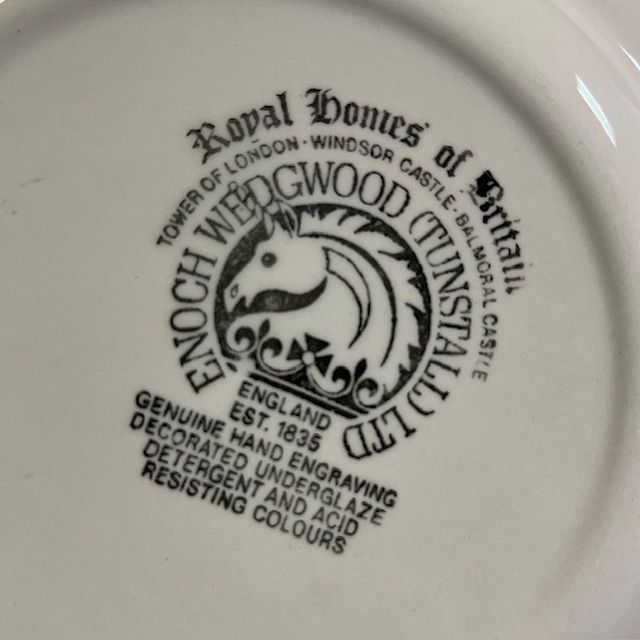 Royal Homes of Britain
TOWER OF LONDON · WINDSOR CASTLE · BALMORAL CASTLE
ENOCH WEDGWOOD (TUNSTALL) LTD
ENGLAND
EST. 1835
GENUINE HAND ENGRAVING
DECORATED UNDERGLAZE
DETERGENT AND ACID
RESISTING COLOURS